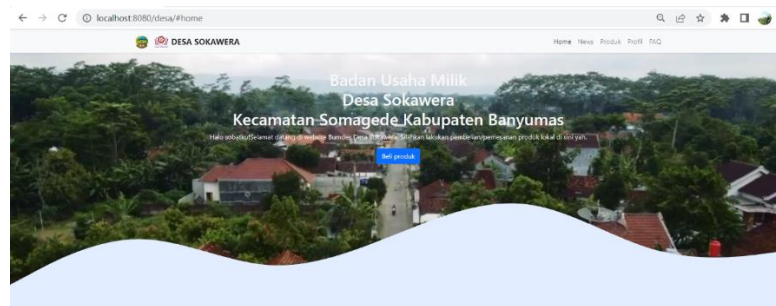 localhost:8080/desa/#home
DESA SOKAWERA
Home News Produk Profil FAQ
Badan Usaha Milik
Desa Sokawera
Kecamatan Somagede Kabupaten Banyumas
Halo sobatku!Selamat datang di website Bumdes Desa Sokawera. Silahkan lakukan pembelian/pemesanan produk lokal di sini yah.
Beli produk